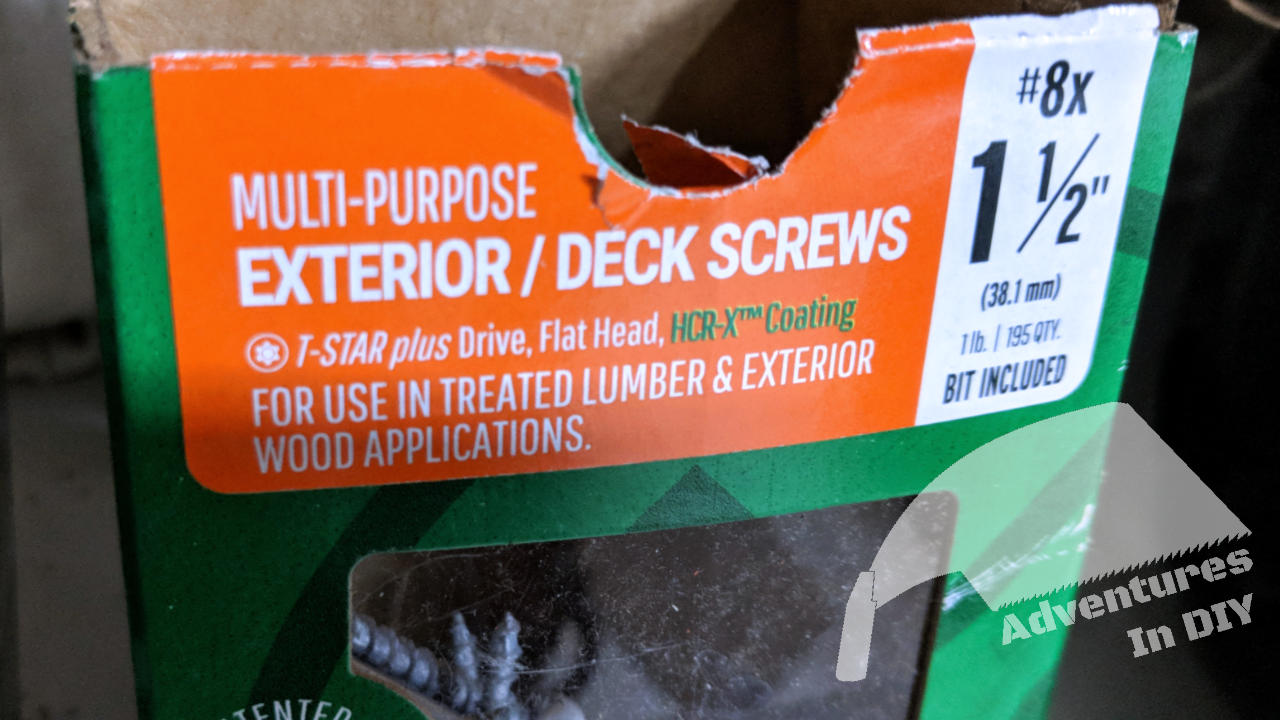 #8x
1 1/2"
(38.1 mm)
1 lb. | 195 QTY.
BIT INCLUDED
MULTI-PURPOSE
EXTERIOR / DECK SCREWS
T-STAR plus Drive, Flat Head, HCR-X™ Coating
FOR USE IN TREATED LUMBER & EXTERIOR
WOOD APPLICATIONS.
Adventures
In DIY